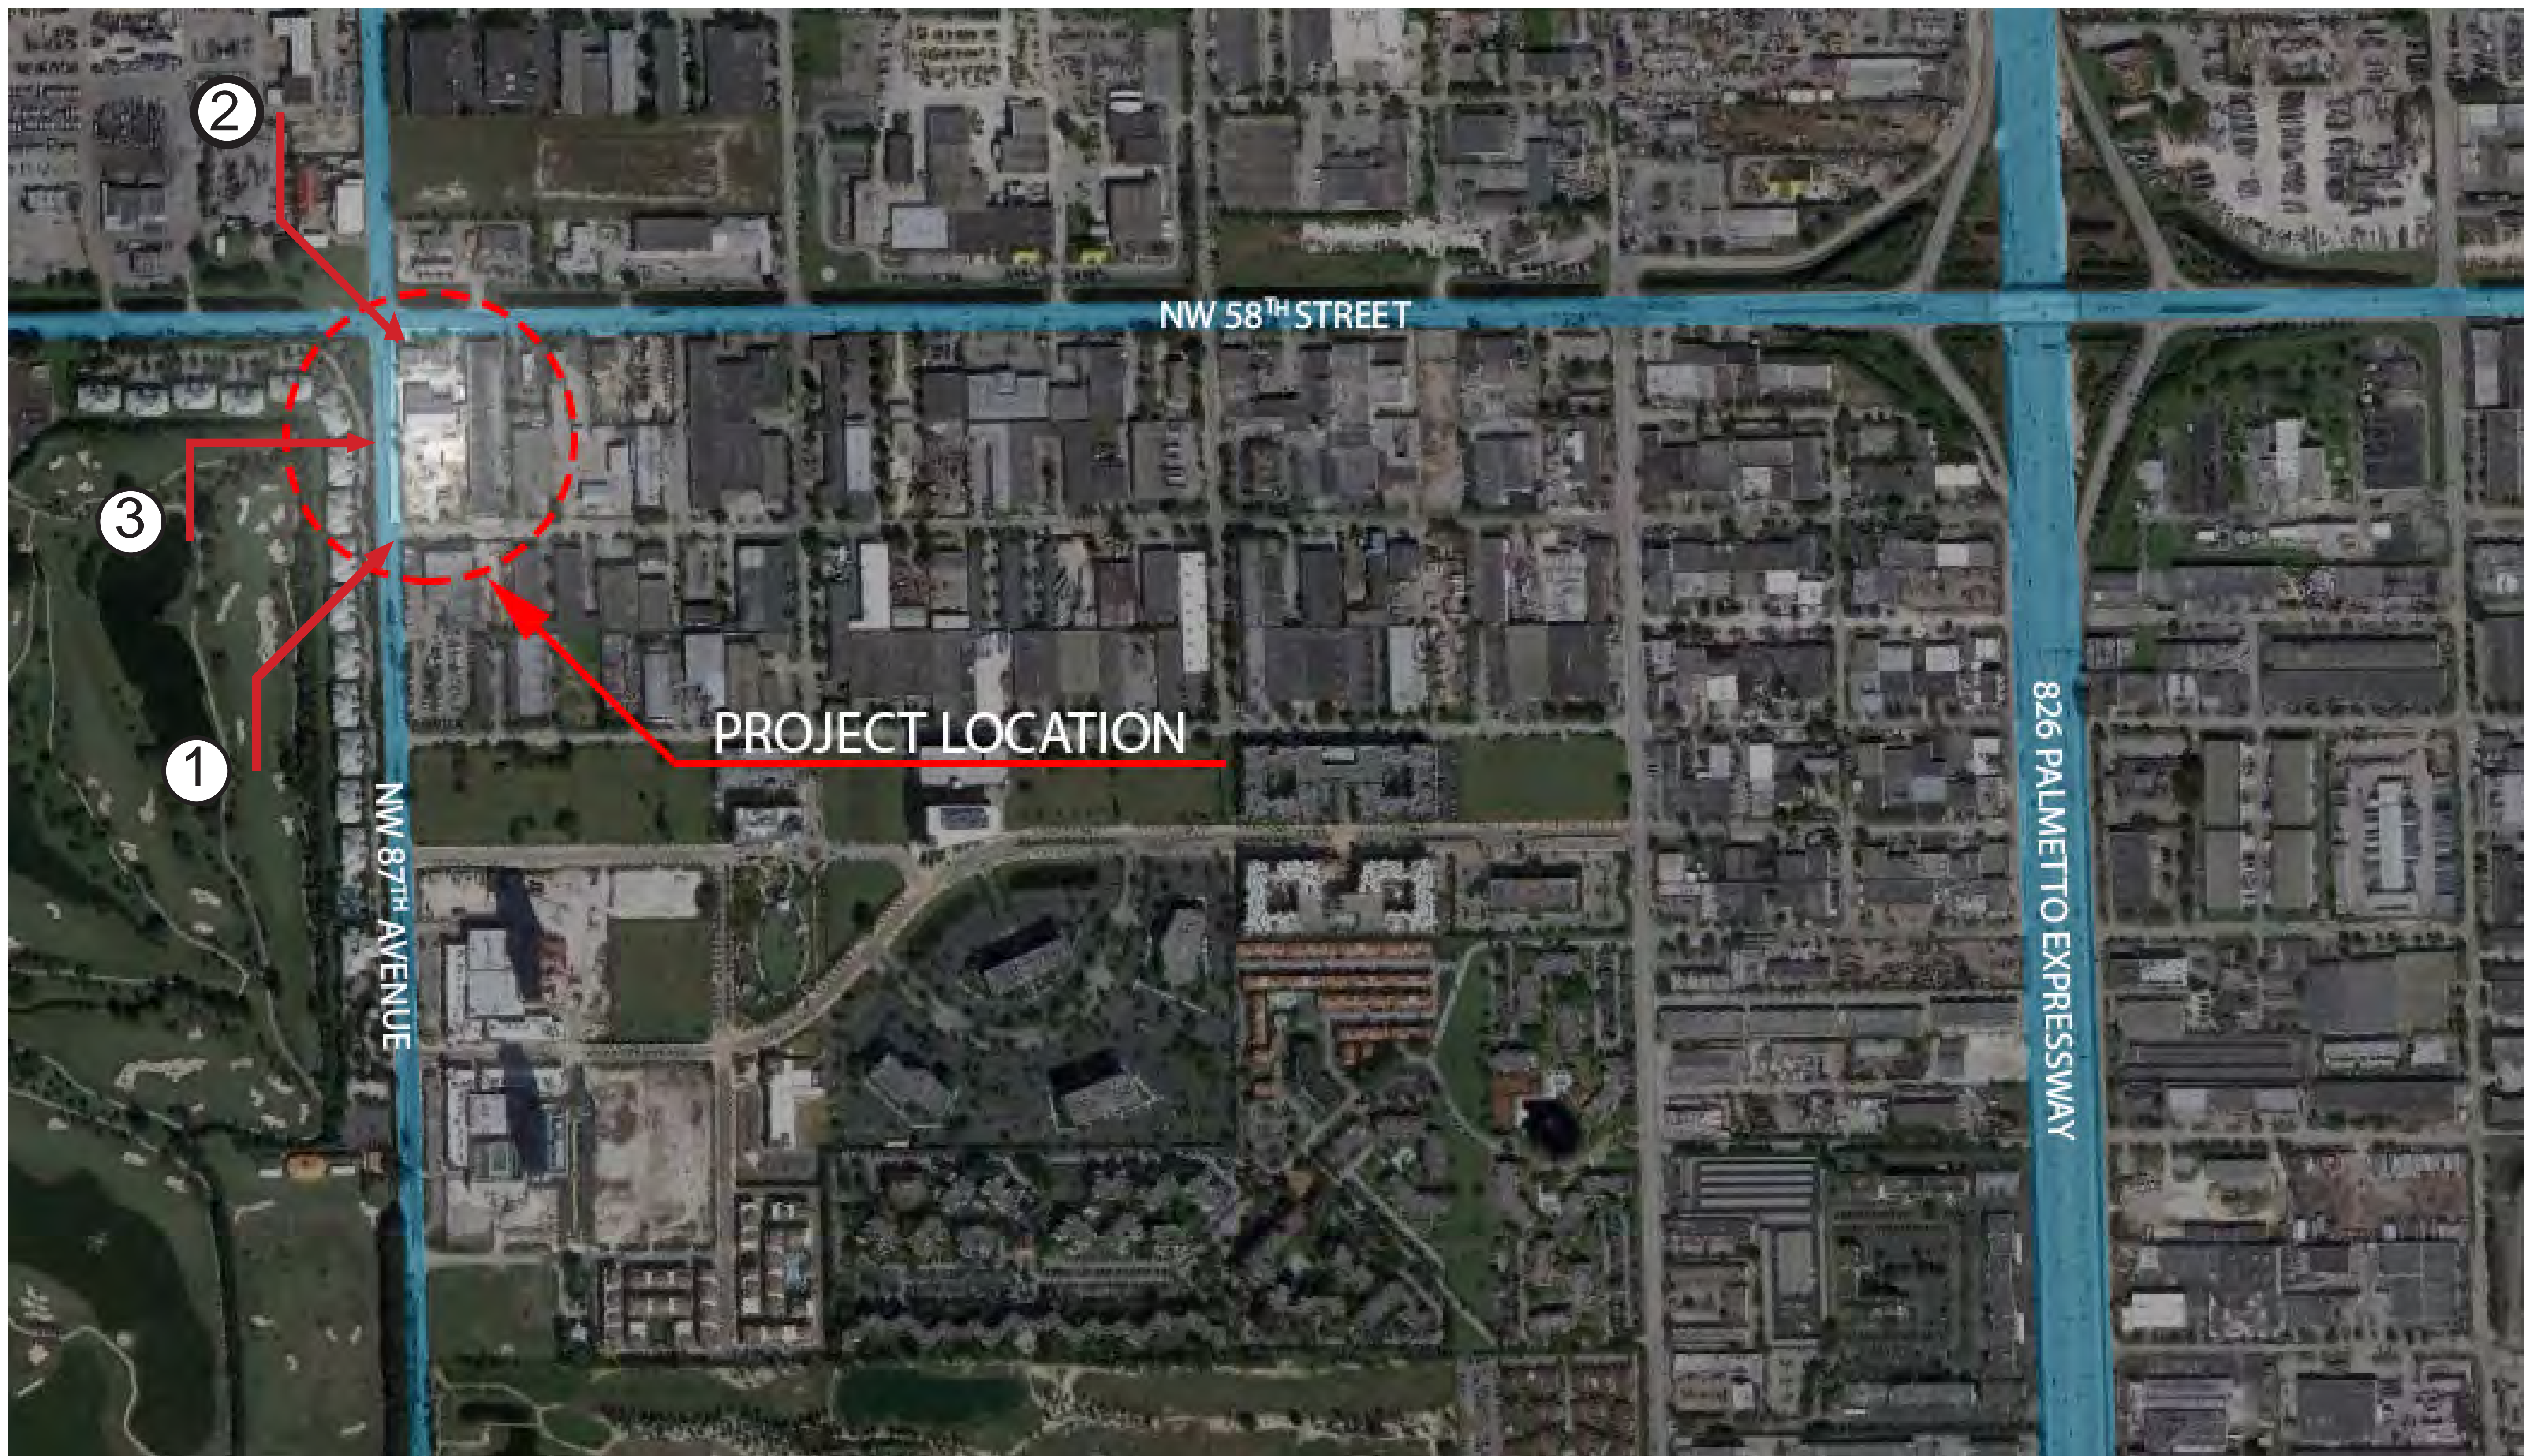 2
NW 58TH STREET
3
PROJECT LOCATION
1
NW 87TH AVENUE
826 PALMETTO EXPRESSWAY